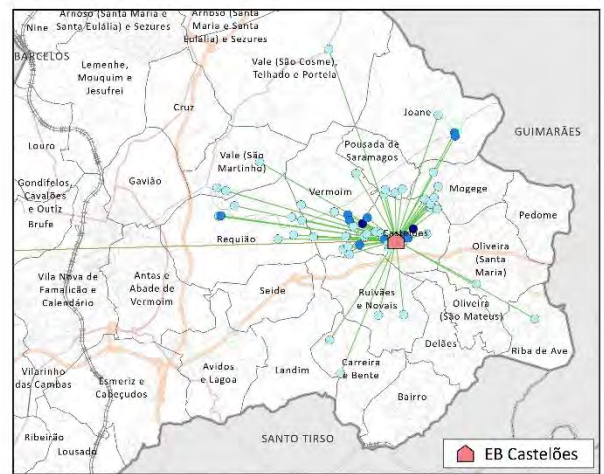 Arnoso (Santa Maria e
Santa Eulália) e Sezures
Arnoso (Santa
Maria e Santa
Eulália) e Sezures
Nine
BARCELOS
Lemenhe,
Mouquim e
Jesufrei
Vale (São Cosme),
Telhado e Portela
Cruz
Joane
GUIMARÃES
Louro
Pousada de
Saramagos
Vale (São
Martinho)
Gondifelos,
Cavalões
e Outiz
Gavião
Vermoim
Mogege
Brufe
Pedome
Castelões
Requião
Oliveira
(Santa
Maria)
Vila Nova de
Famalicão e
Calendário
Antas e
Abade de
Vermoim
Seide
Ruivães
e Novais
Oliveira
(São Mateus)
Delães
Riba de Ave
Vilarinho
das Cambas
Esmeriz e
Cabeçudos
Avidos
e Lagoa
Landim
Carreira
e Bente
Bairro
Ribeirão
Lousado
SANTO TIRSO
EB Castelões